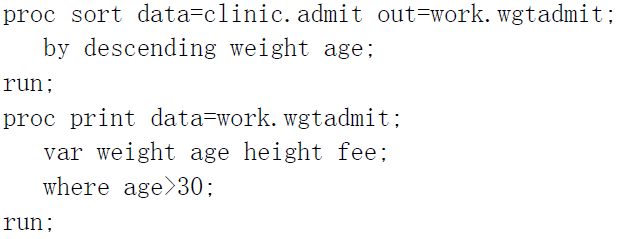 proc sort data=clinic.admit out=work.wgtadmit;
   by descending weight age;
run;
proc print data=work.wgtadmit;
   var weight age height fee;
   where age>30;
run;